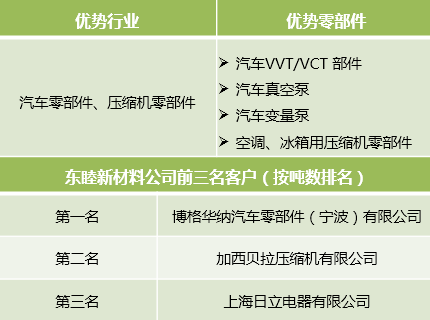 优势行业 优势零部件
汽车零部件、压缩机零部件
➢ 汽车VVT/VCT 部件
➢ 汽车真空泵
➢ 汽车变量泵
➢ 空调、冰箱用压缩机零部件
东睦新材料公司前三名客户（按吨数排名）
第一名 博格华纳汽车零部件（宁波）有限公司
第二名 加西贝拉压缩机有限公司
第三名 上海日立电器有限公司